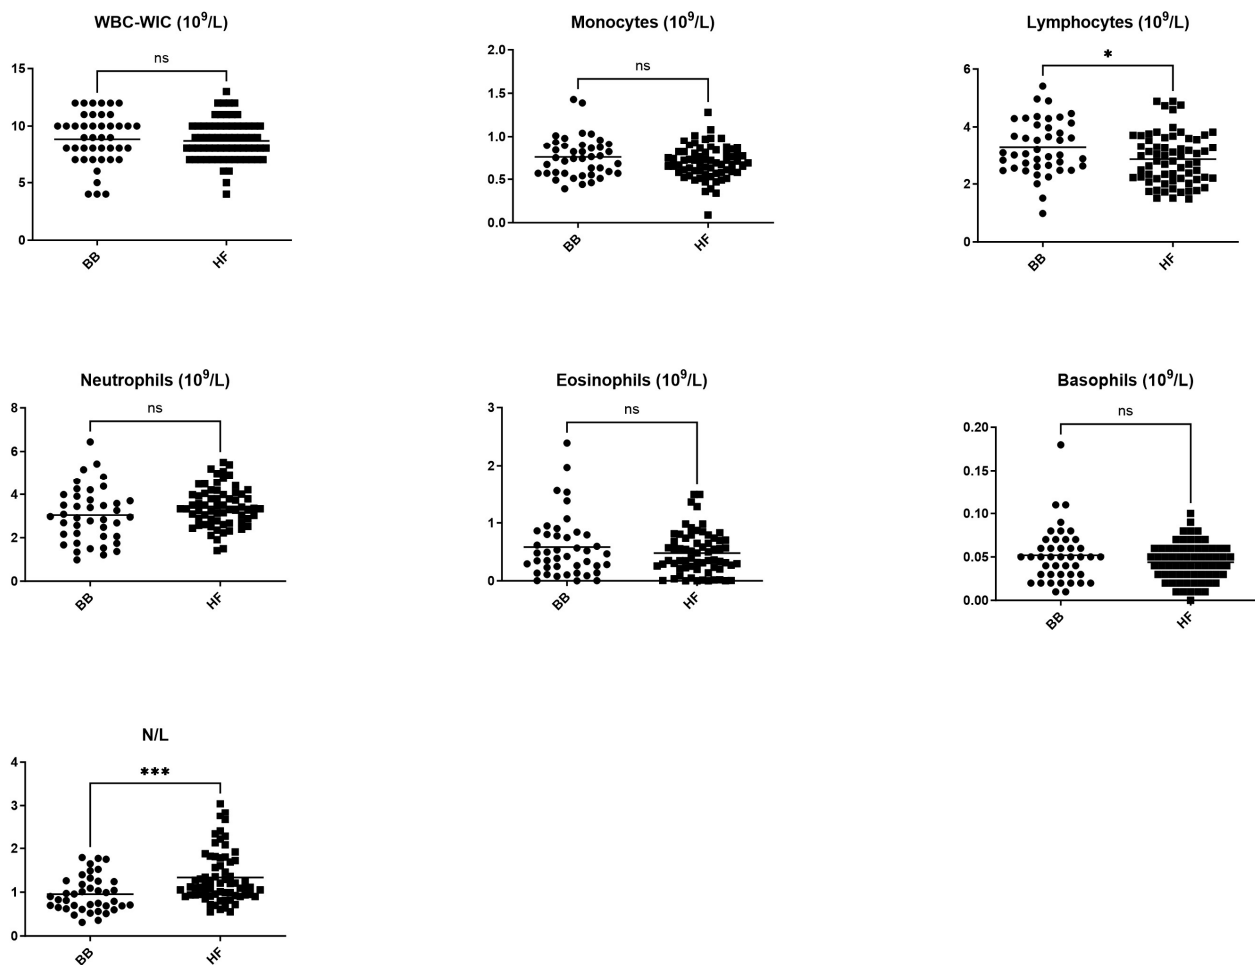 WBC-WIC (10⁹/L)
ns
15
10
5
0
BB
HF
Monocytes (10⁹/L)
ns
2.0
1.5
1.0
0.5
0.0
BB
HF
Lymphocytes (10⁹/L)
*
6
4
2
0
BB
HF
Neutrophils (10⁹/L)
ns
8
6
4
2
0
BB
HF
Eosinophils (10⁹/L)
ns
3
2
1
0
BB
HF
Basophils (10⁹/L)
ns
0.20
0.15
0.10
0.05
0.00
BB
HF
N/L
***
4
3
2
1
0
BB
HF